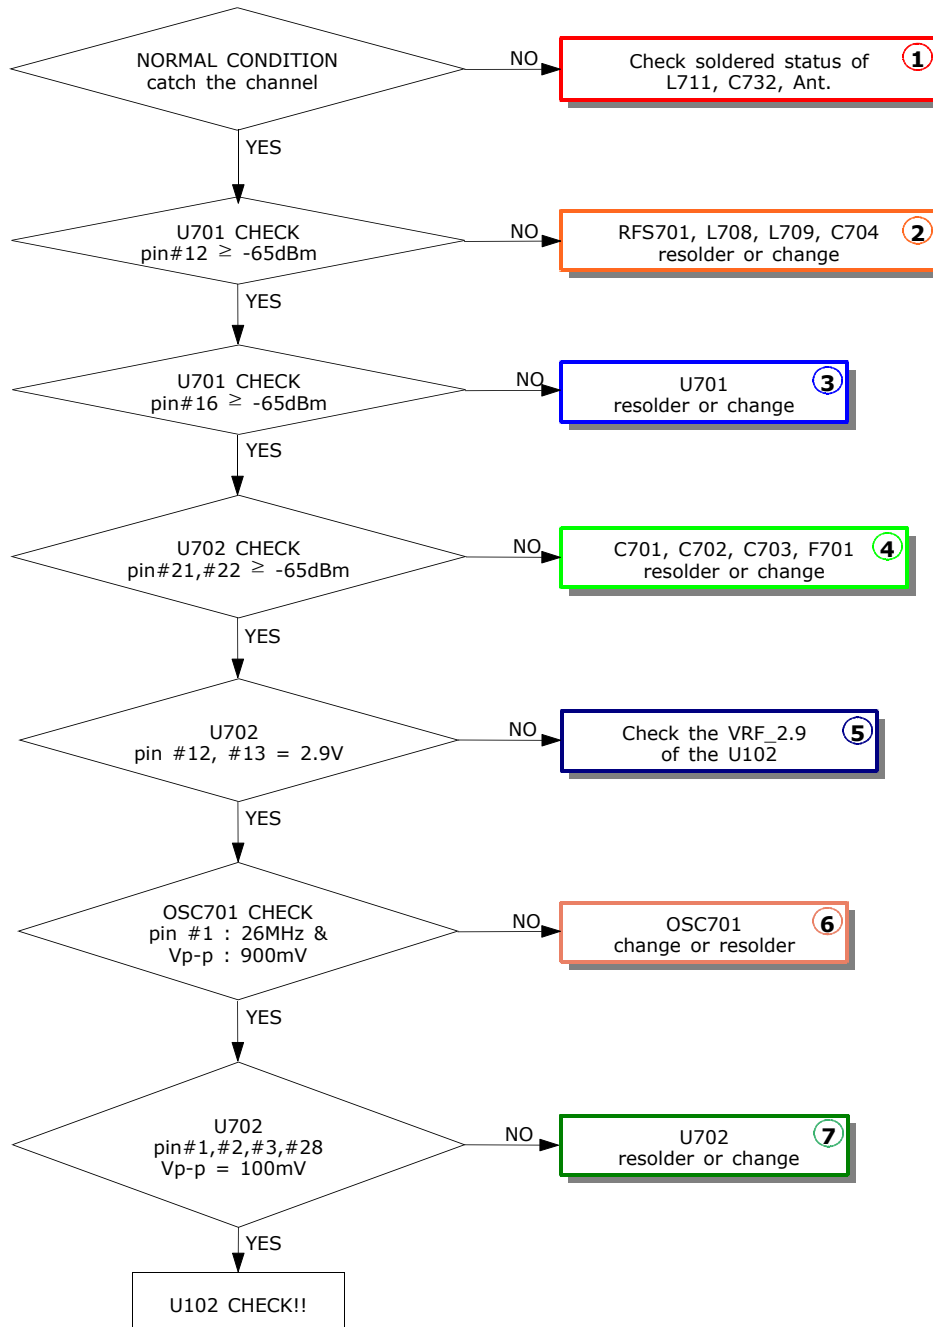 NORMAL CONDITION
catch the channel
NO
Check soldered status of
L711, C732, Ant.
1
YES
U701 CHECK
pin#12 ≥ -65dBm
NO
RFS701, L708, L709, C704
resolder or change
2
YES
U701 CHECK
pin#16 ≥ -65dBm
NO
U701
resolder or change
3
YES
U702 CHECK
pin#21,#22 ≥ -65dBm
NO
C701, C702, C703, F701
resolder or change
4
YES
U702
pin #12, #13 = 2.9V
NO
Check the VRF_2.9
of the U102
5
YES
OSC701 CHECK
pin #1 : 26MHz &
Vp-p : 900mV
NO
OSC701
change or resolder
6
YES
U702
pin#1,#2,#3,#28
Vp-p = 100mV
NO
U702
resolder or change
7
YES
U102 CHECK!!